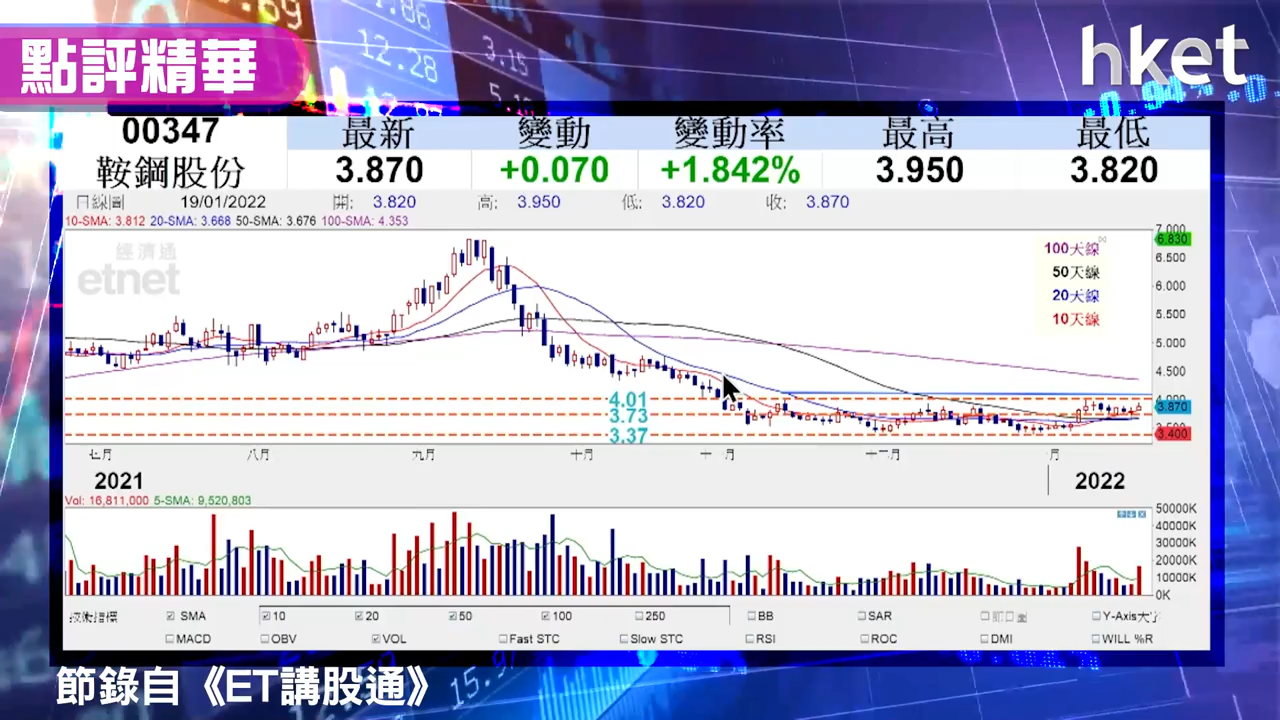 點評精華
hket
00347 最新 變動 變動率 最高 最低
鞍鋼股份 3.870 +0.070 +1.842% 3.950 3.820
日線圖 19/01/2022 開: 3.820 高: 3.950 低: 3.820 收: 3.870
10-SMA: 3.812 20-SMA: 3.668 50-SMA: 3.676 100-SMA: 4.353
經濟通
etnet
100天線
50天線
20天線
10天線
7.000
6.830
6.500
6.000
5.500
5.000
4.500
4.000
3.870
3.400
4.01
3.73
3.37
七月 八月 九月 十月 十一月 十二月 一月
2021 2022
Vol: 16,811,000 5-SMA: 9,520,803
50000K
40000K
30000K
20000K
10000K
0K
技術指標 SMA 10 20 50 100 250 BB SAR Y-Axis大字
MACD OBV VOL Fast STC Slow STC RSI ROC DMI WILL %R
節錄自《ET講股通》